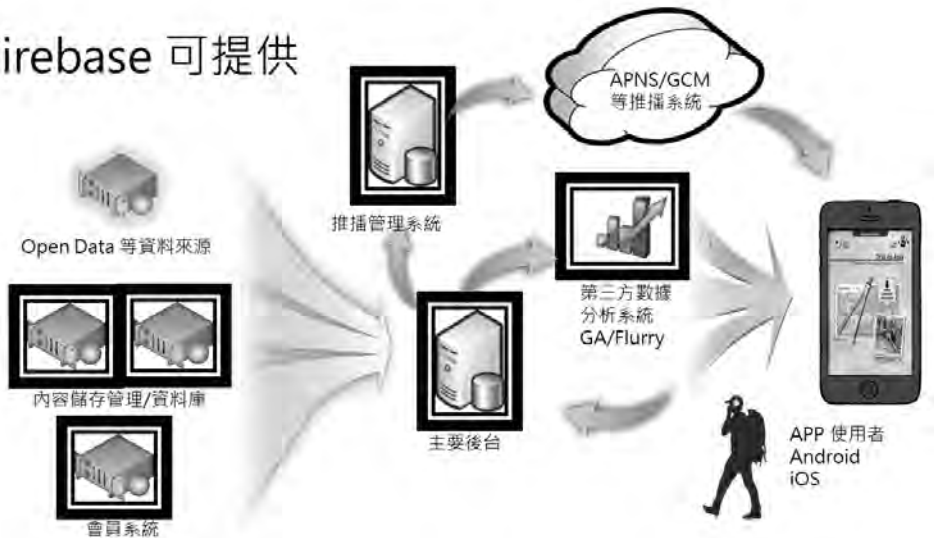 irebase 可提供
APNS/GCM
等推播系統
推播管理系統
Open Data 等資料來源
第三方數據
分析系統
GA/Flurry
內容儲存管理/資料庫
主要後台
APP 使用者
Android
iOS
會員系統